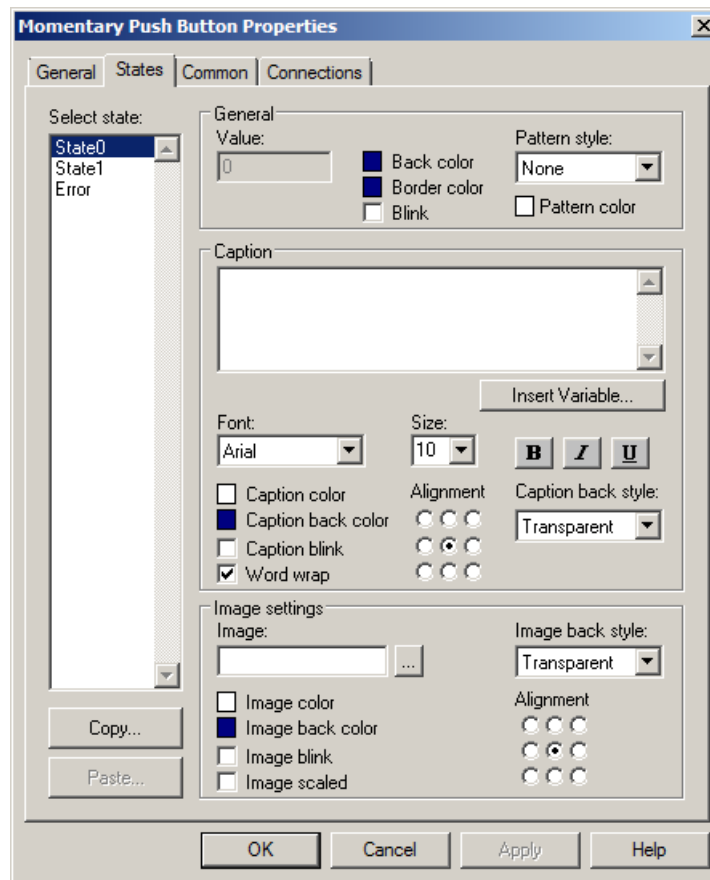 Momentary Push Button Properties
General States Common Connections
Select state:
State0
State1
Error
Copy...
Paste...
General
Value:
0
Back color
Border color
Blink
Pattern style:
None
Pattern color
Caption
Insert Variable...
Font:
Arial
Size:
10
B I U
Caption color
Caption back color
Caption blink
Word wrap
Alignment
Caption back style:
Transparent
Image settings
Image:
...
Image back style:
Transparent
Image color
Image back color
Image blink
Image scaled
Alignment
OK Cancel Apply Help